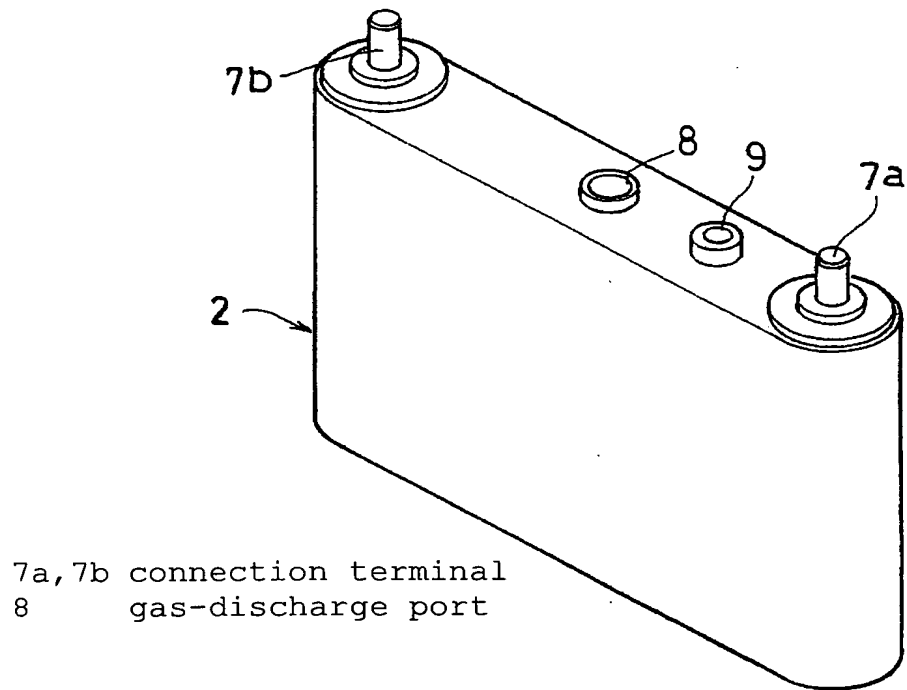 7b
8
9
7a
2
7a,7b connection terminal
8 gas-discharge port